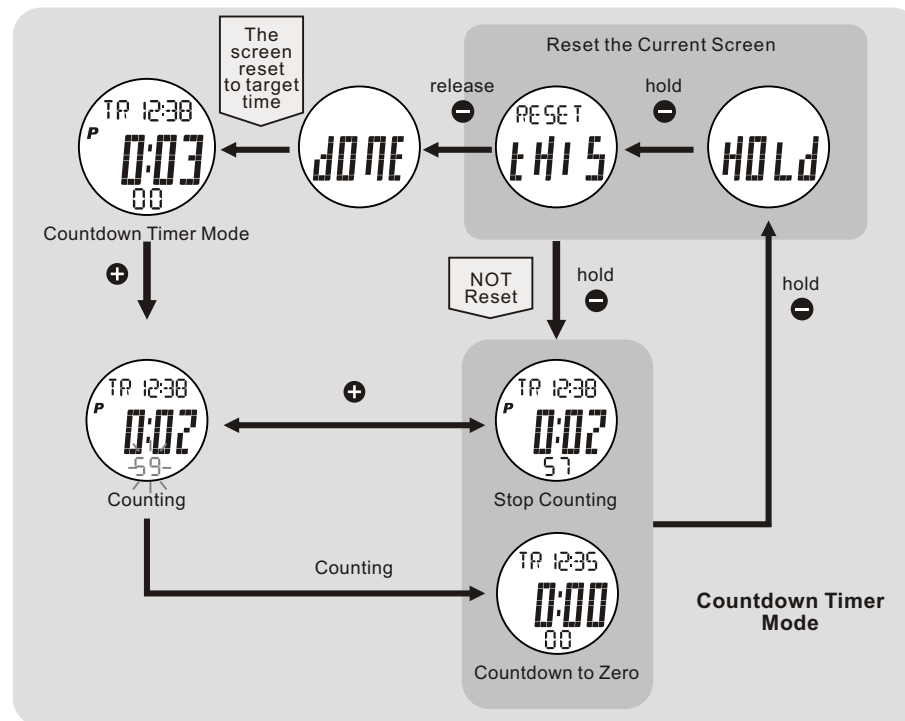 The
screen
reset
to target
time
Reset the Current Screen
release
hold
TR 12:38
P
0:03
00
dONE
RESET
tHIS
HOLd
Countdown Timer Mode
NOT
Reset
hold
hold
TR 12:38
P
0:02
59
Counting
TR 12:38
P
0:02
57
Stop Counting
Counting
TR 12:35
0:00
00
Countdown to Zero
Countdown Timer
Mode